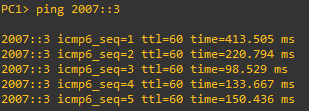 PC1> ping 2007::3
2007::3 icmp6_seq=1 ttl=60 time=413.505 ms
2007::3 icmp6_seq=2 ttl=60 time=220.794 ms
2007::3 icmp6_seq=3 ttl=60 time=98.529 ms
2007::3 icmp6_seq=4 ttl=60 time=133.667 ms
2007::3 icmp6_seq=5 ttl=60 time=150.436 ms